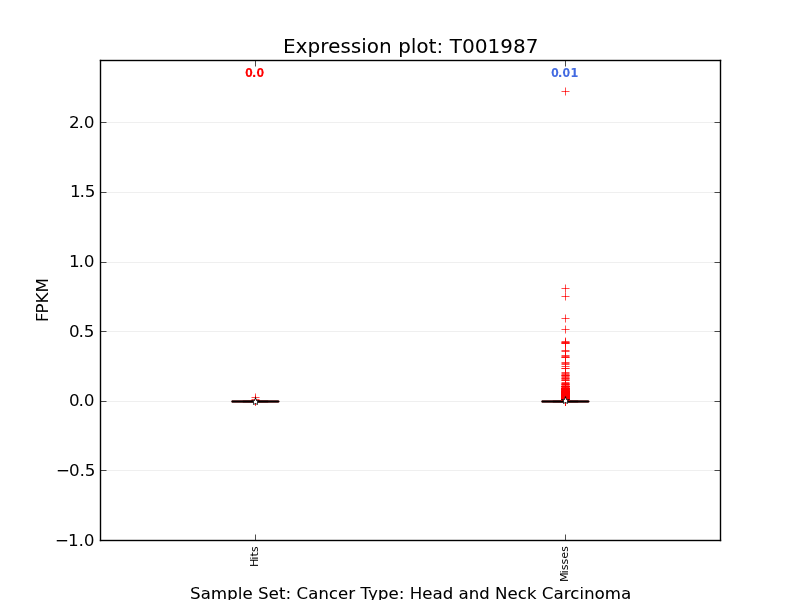 Expression plot: T001987
0.0
0.01
2.0
1.5
1.0
0.5
0.0
−0.5
−1.0
FPKM
Hits
Misses
Sample Set: Cancer Type: Head and Neck Carcinoma